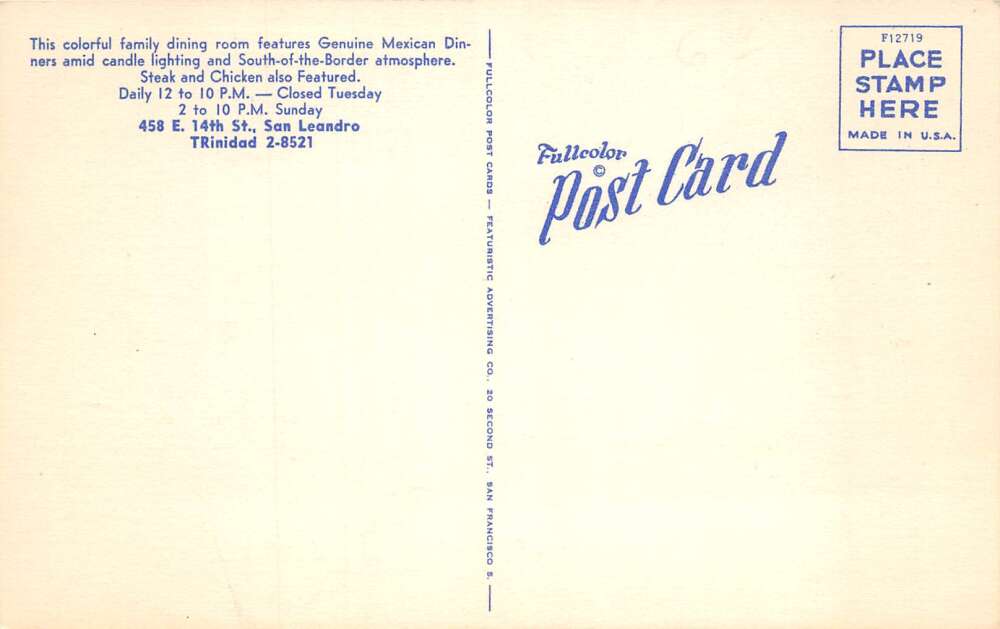 This colorful family dining room features Genuine Mexican Din-
ners amid candle lighting and South-of-the-Border atmosphere.
Steak and Chicken also Featured.
Daily 12 to 10 P.M. — Closed Tuesday
2 to 10 P.M. Sunday
458 E. 14th St., San Leandro
TRinidad 2-8521
FULLCOLOR POST CARDS — FEATURISTIC ADVERTISING CO., 20 SECOND ST., SAN FRANCISCO 5,
Fullcolor
©
Post Card
F12719
PLACE
STAMP
HERE
MADE IN U.S.A.